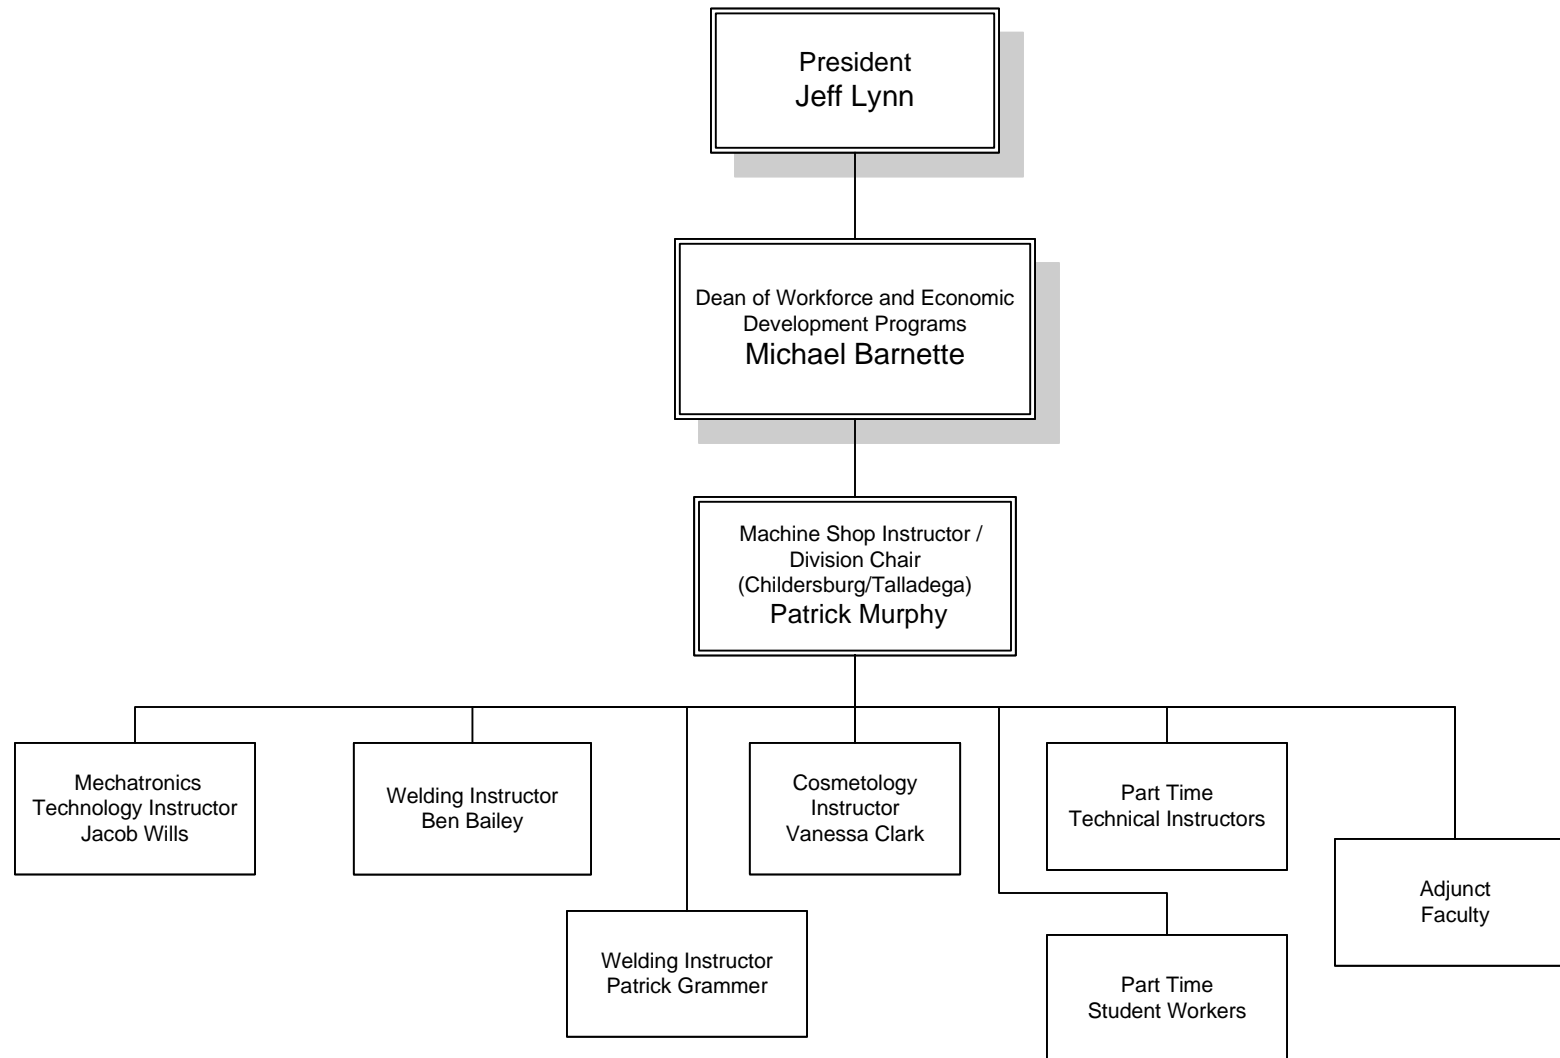 President
Jeff Lynn
Dean of Workforce and Economic
Development Programs
Michael Barnette
Machine Shop Instructor /
Division Chair
(Childersburg/Talladega)
Patrick Murphy
Mechatronics
Technology Instructor
Jacob Wills
Welding Instructor
Ben Bailey
Welding Instructor
Patrick Grammer
Cosmetology
Instructor
Vanessa Clark
Part Time
Technical Instructors
Part Time
Student Workers
Adjunct
Faculty